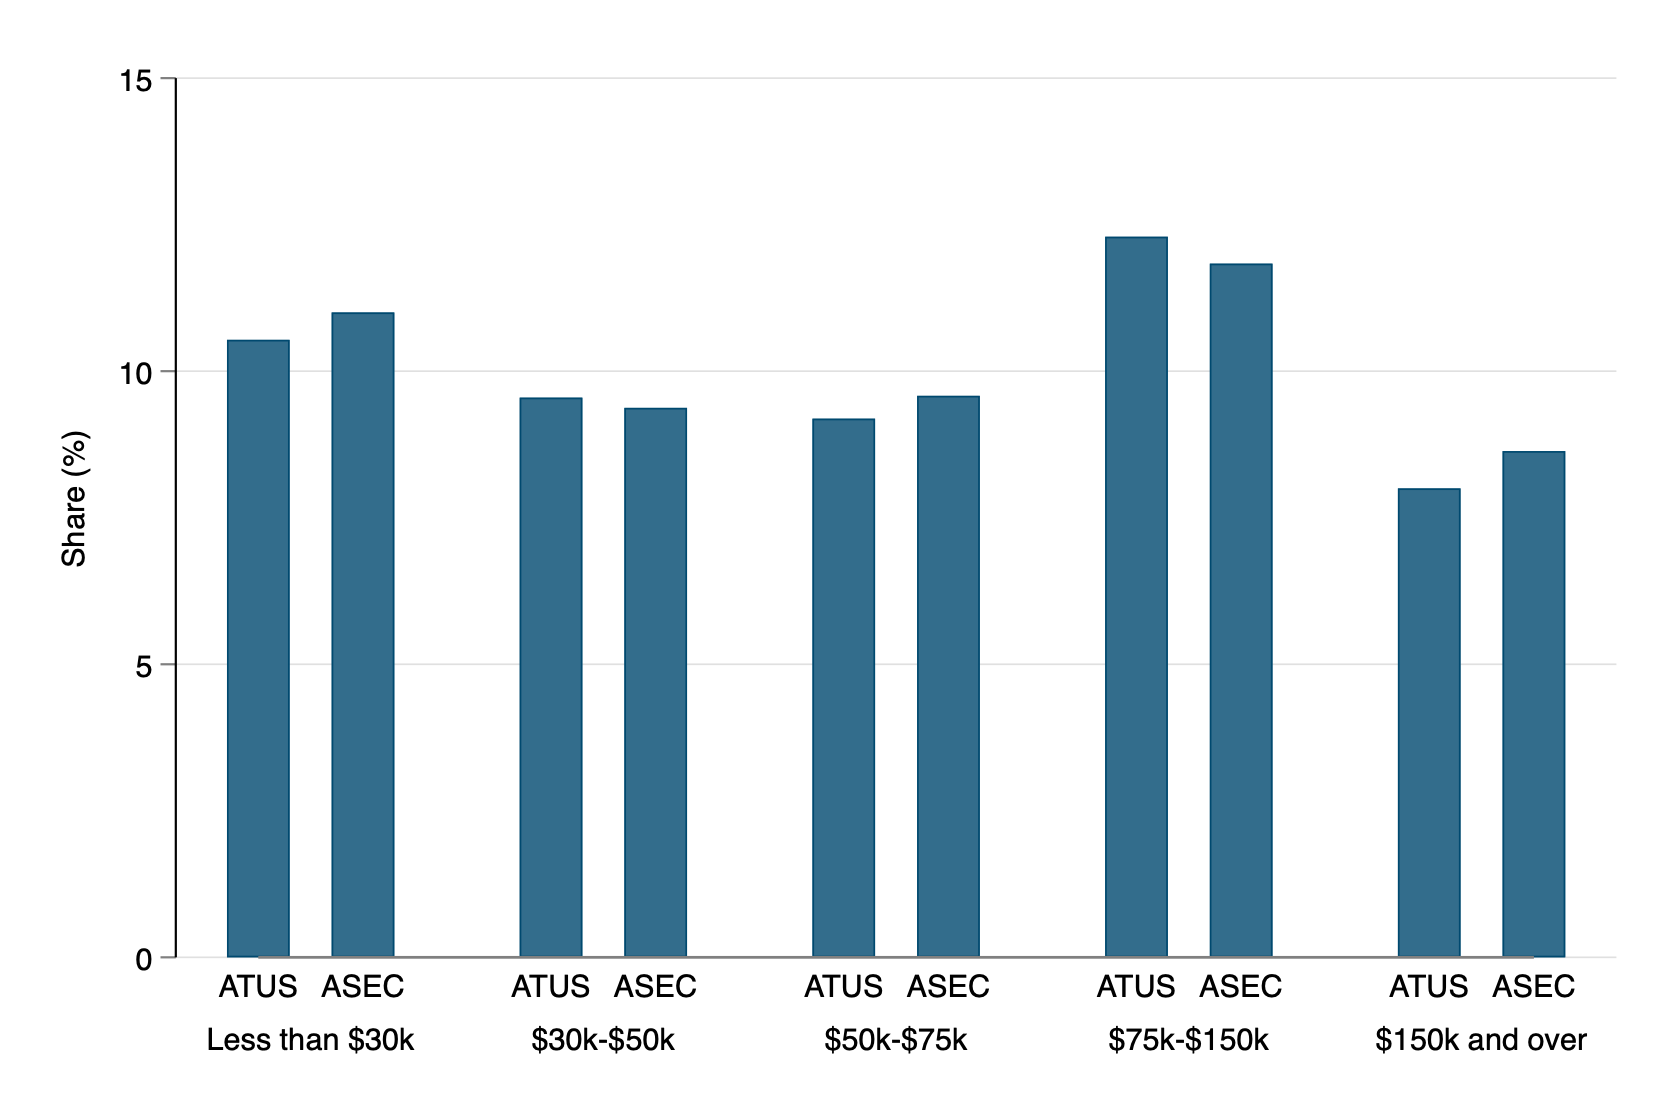 15
10
5
0
Share (%)
ATUS ASEC ATUS ASEC ATUS ASEC ATUS ASEC ATUS ASEC
Less than $30k $30k-$50k $50k-$75k $75k-$150k $150k and over